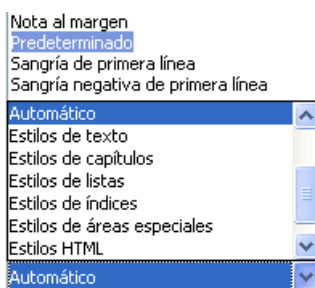 Nota al margen
Predeterminado
Sangría de primera línea
Sangría negativa de primera línea
Automático
Estilos de texto
Estilos de capítulos
Estilos de listas
Estilos de índices
Estilos de áreas especiales
Estilos HTML
Automático